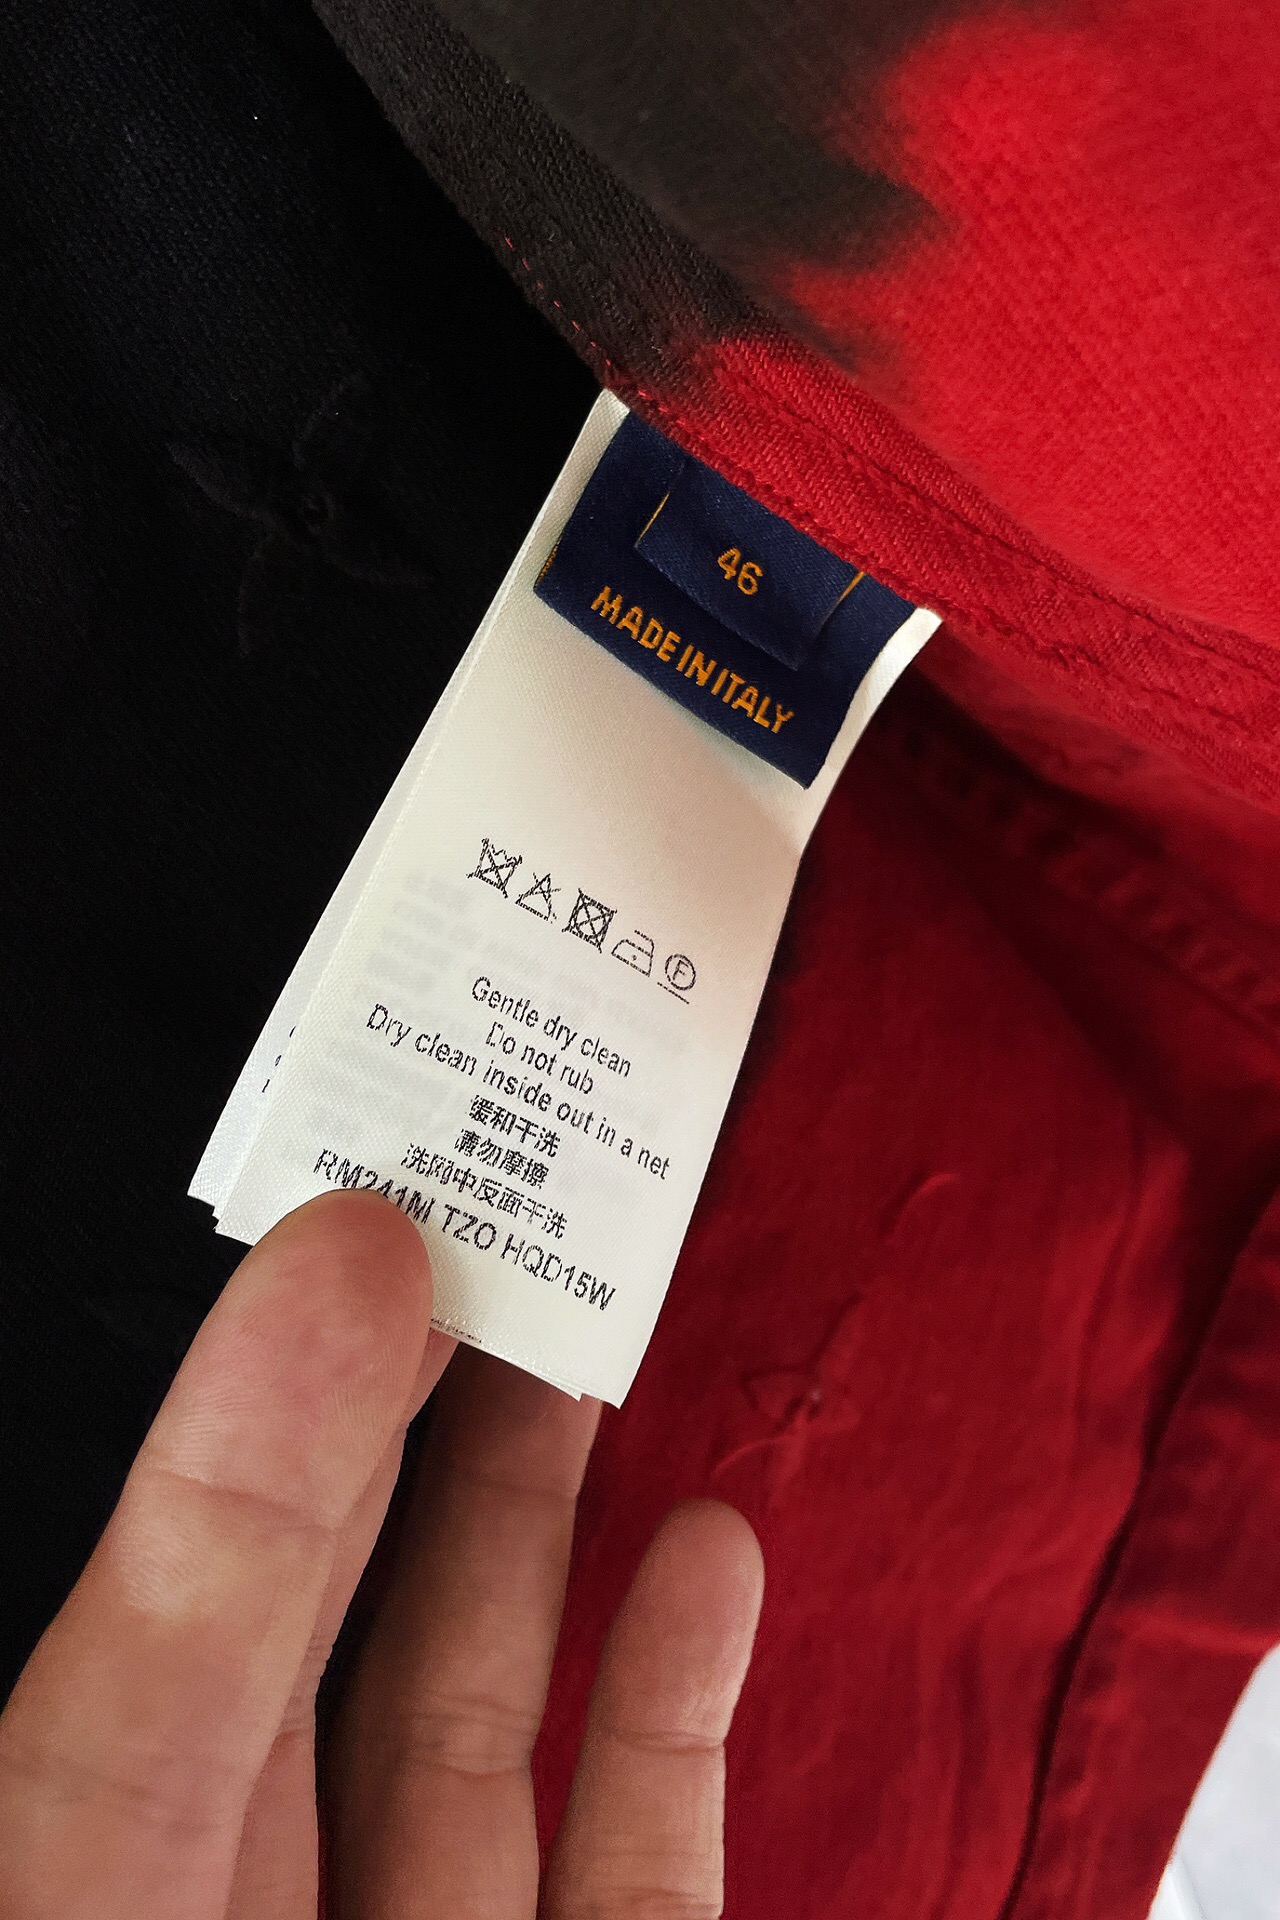 46
MADE IN ITALY
F
Gentle dry clean
Do not rub
Dry clean inside out in a net
缓和干洗
请勿摩擦
洗网中反面干洗
RM241M TZO HQD15W